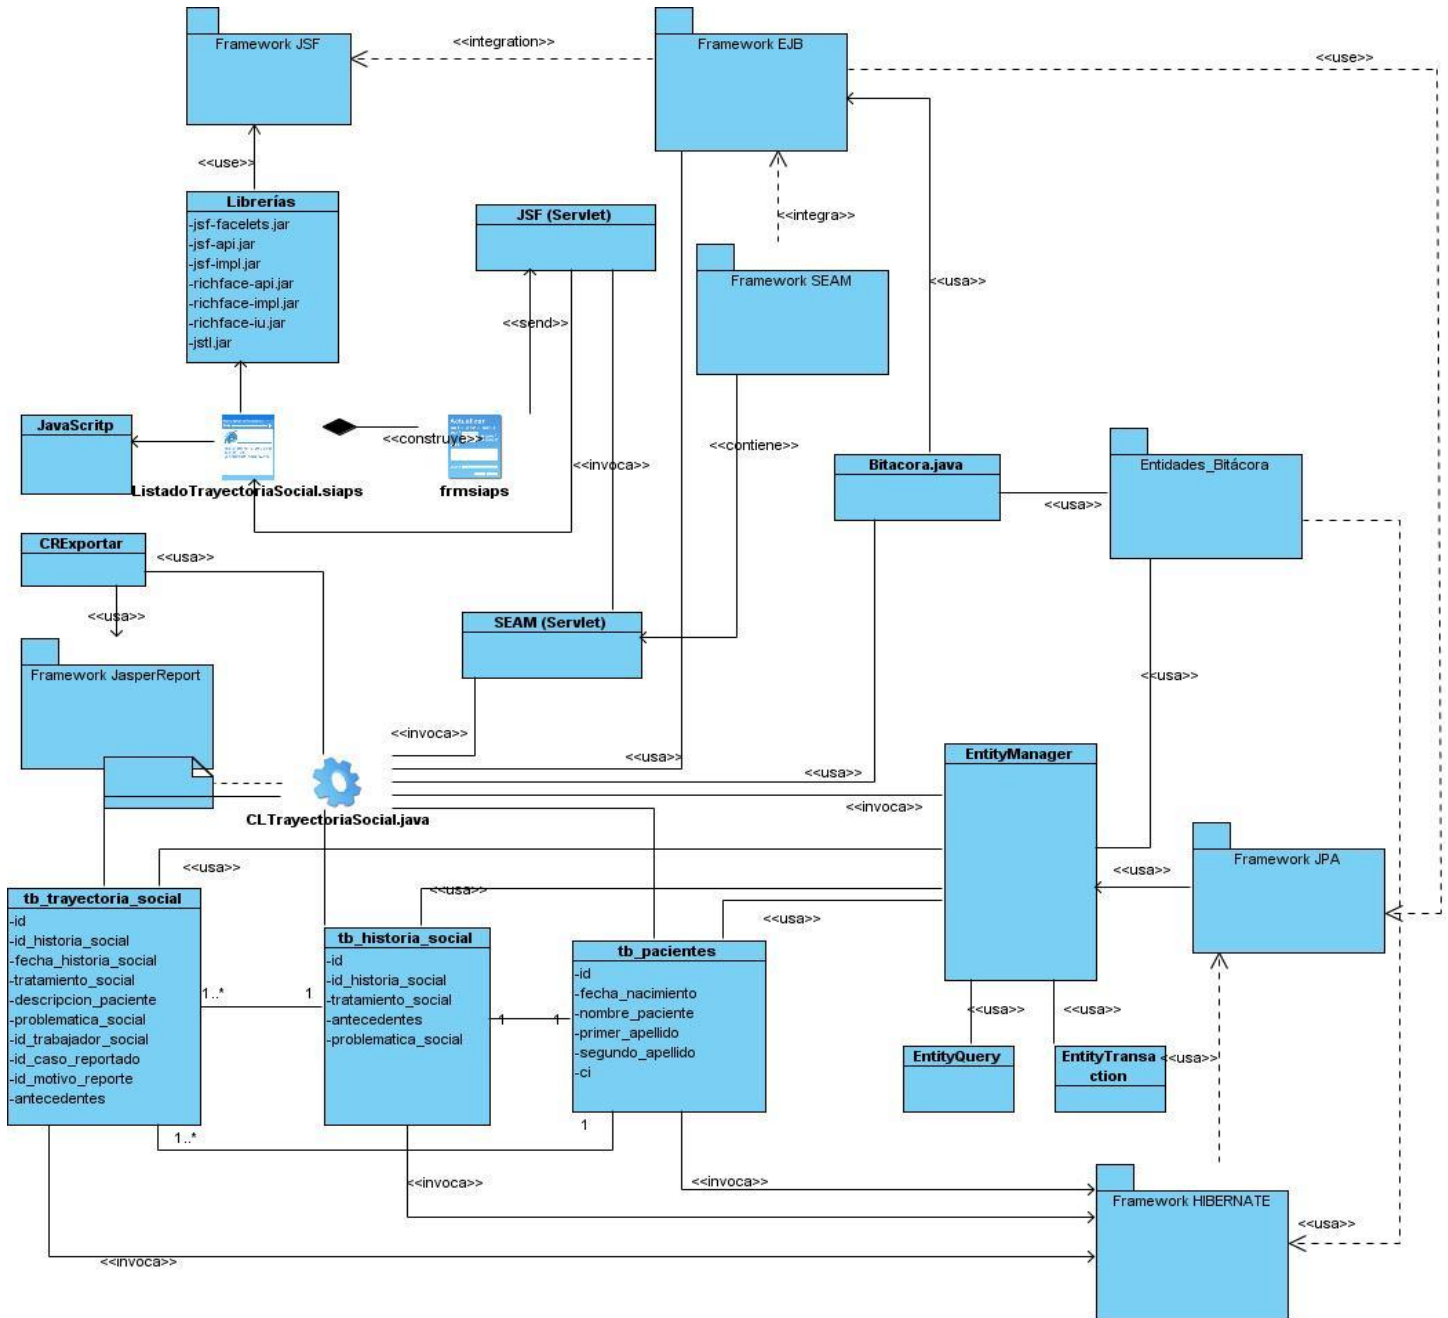 Framework JSF
<<integration>>
Framework EJB
<<use>>
<<use>>
Librerías
-jsf-facelets.jar
-jsf-api.jar
-jsf-impl.jar
-richface-api.jar
-richface-impl.jar
-richface-iu.jar
-jstl.jar
JSF (Servlet)
<<send>>
<<integra>>
Framework SEAM
<<usa>>
JavaScritp
ListadoTrayectoriaSocial.siaps
<<construye>>
Actualizar
frmsiaps
<<invoca>>
<<contiene>>
Bitacora.java
<<usa>>
Entidades_Bitácora
CRExportar
<<usa>>
<<usa>>
Framework JasperReport
SEAM (Servlet)
<<invoca>>
<<usa>>
<<usa>>
<<usa>>
CLTrayectoriaSocial.java
<<invoca>>
EntityManager
<<usa>>
Framework JPA
<<usa>>
<<usa>>
<<usa>>
<<usa>>
tb_trayectoria_social
-id
-id_historia_social
-fecha_historia_social
-tratamiento_social
-descripcion_paciente
-problematica_social
-id_trabajador_social
-id_caso_reportado
-id_motivo_reporte
-antecedentes
1..*
1
tb_historia_social
-id
-id_historia_social
-tratamiento_social
-antecedentes
-problematica_social
1
1
tb_pacientes
-id
-fecha_nacimiento
-nombre_paciente
-primer_apellido
-segundo_apellido
-ci
<<usa>>
<<usa>>
EntityQuery
EntityTransa
ction
<<usa>>
1..*
1
<<invoca>>
<<invoca>>
<<invoca>>
Framework HIBERNATE
<<usa>>